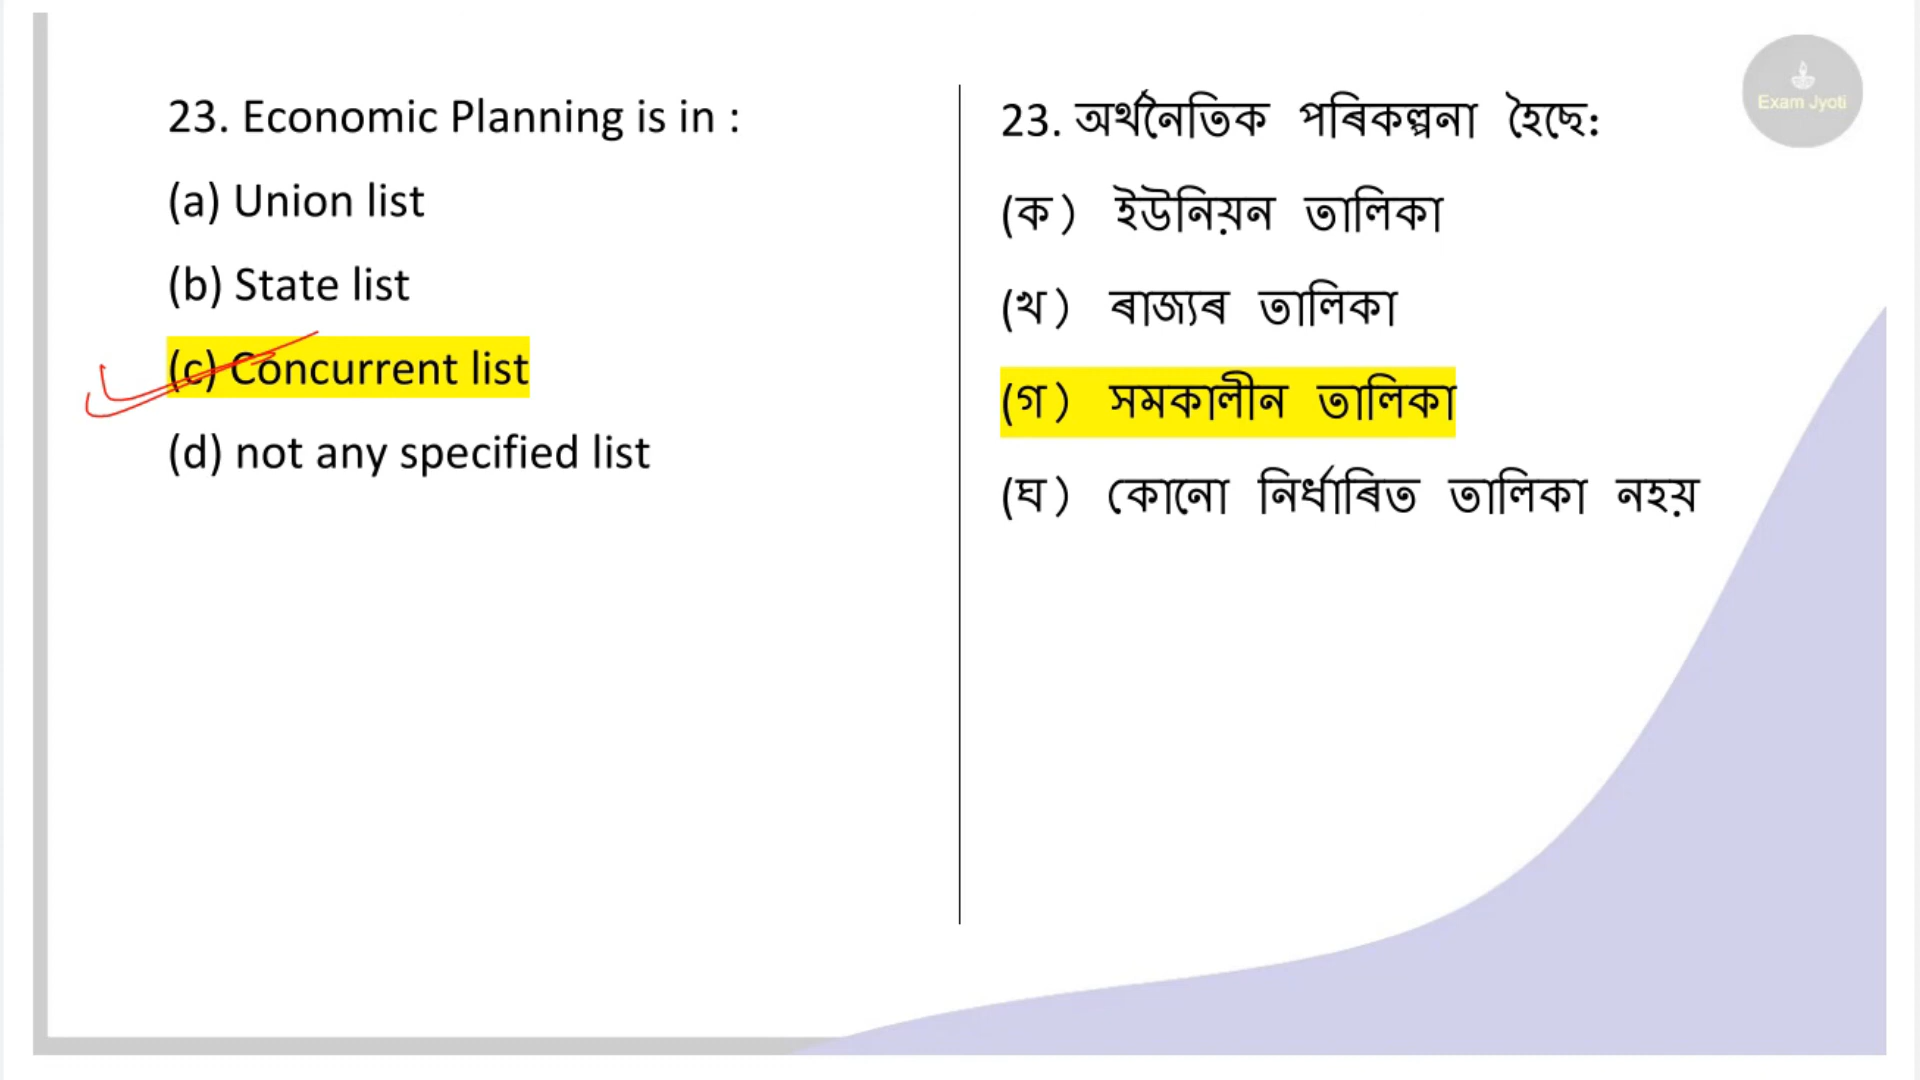 23. Economic Planning is in :
(a) Union list
(b) State list
(c) Concurrent list
(d) not any specified list
23. অৰ্থনৈতিক পৰিকল্পনা হৈছে:
(ক) ইউনিয়ন তালিকা
(খ) ৰাজ্যৰ তালিকা
(গ) সমকালীন তালিকা
(ঘ) কোনো নিৰ্ধাৰিত তালিকা নহয়
Exam Jyoti